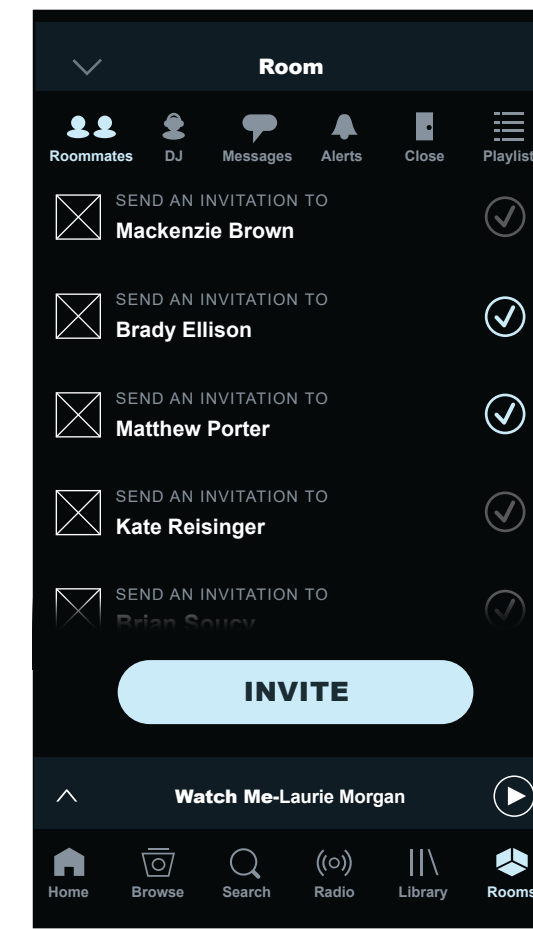 Room
Roommates DJ Messages Alerts Close Playlist
SEND AN INVITATION TO
Mackenzie Brown
SEND AN INVITATION TO
Brady Ellison
SEND AN INVITATION TO
Matthew Porter
SEND AN INVITATION TO
Kate Reisinger
SEND AN INVITATION TO
Brian Soucy
INVITE
Watch Me-Laurie Morgan
Home Browse Search Radio Library Rooms